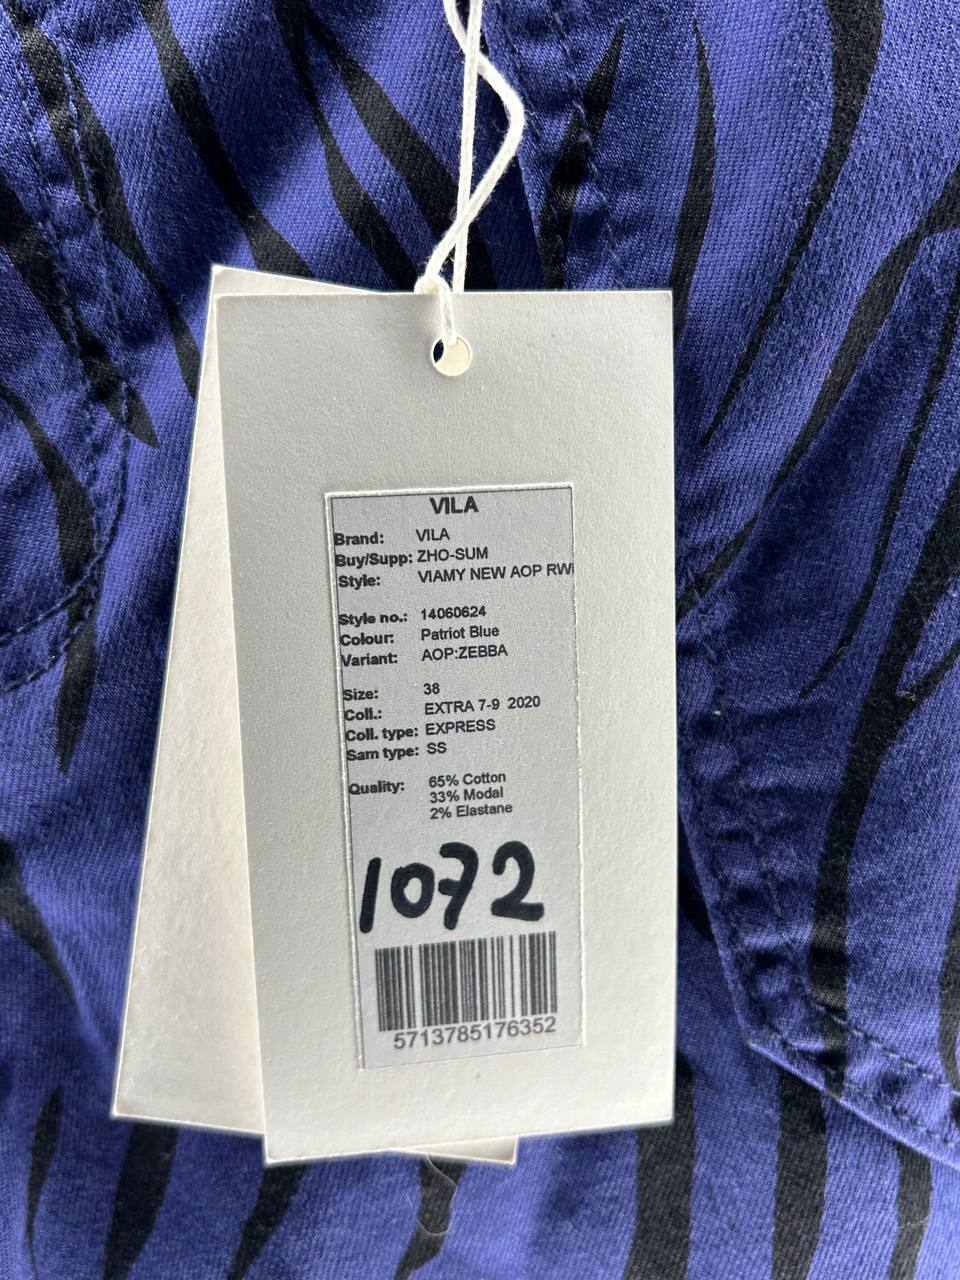 VILA
Brand: VILA
Buy/Supp: ZHO-SUM
Style: VIAMY NEW AOP RW
Style no.: 14060624
Colour: Patriot Blue
Variant: AOP:ZEBBA
Size: 38
Coll.: EXTRA 7-9 2020
Coll. type: EXPRESS
Sam type: SS
Quality: 65% Cotton
33% Modal
2% Elastane
1072
5713785176352